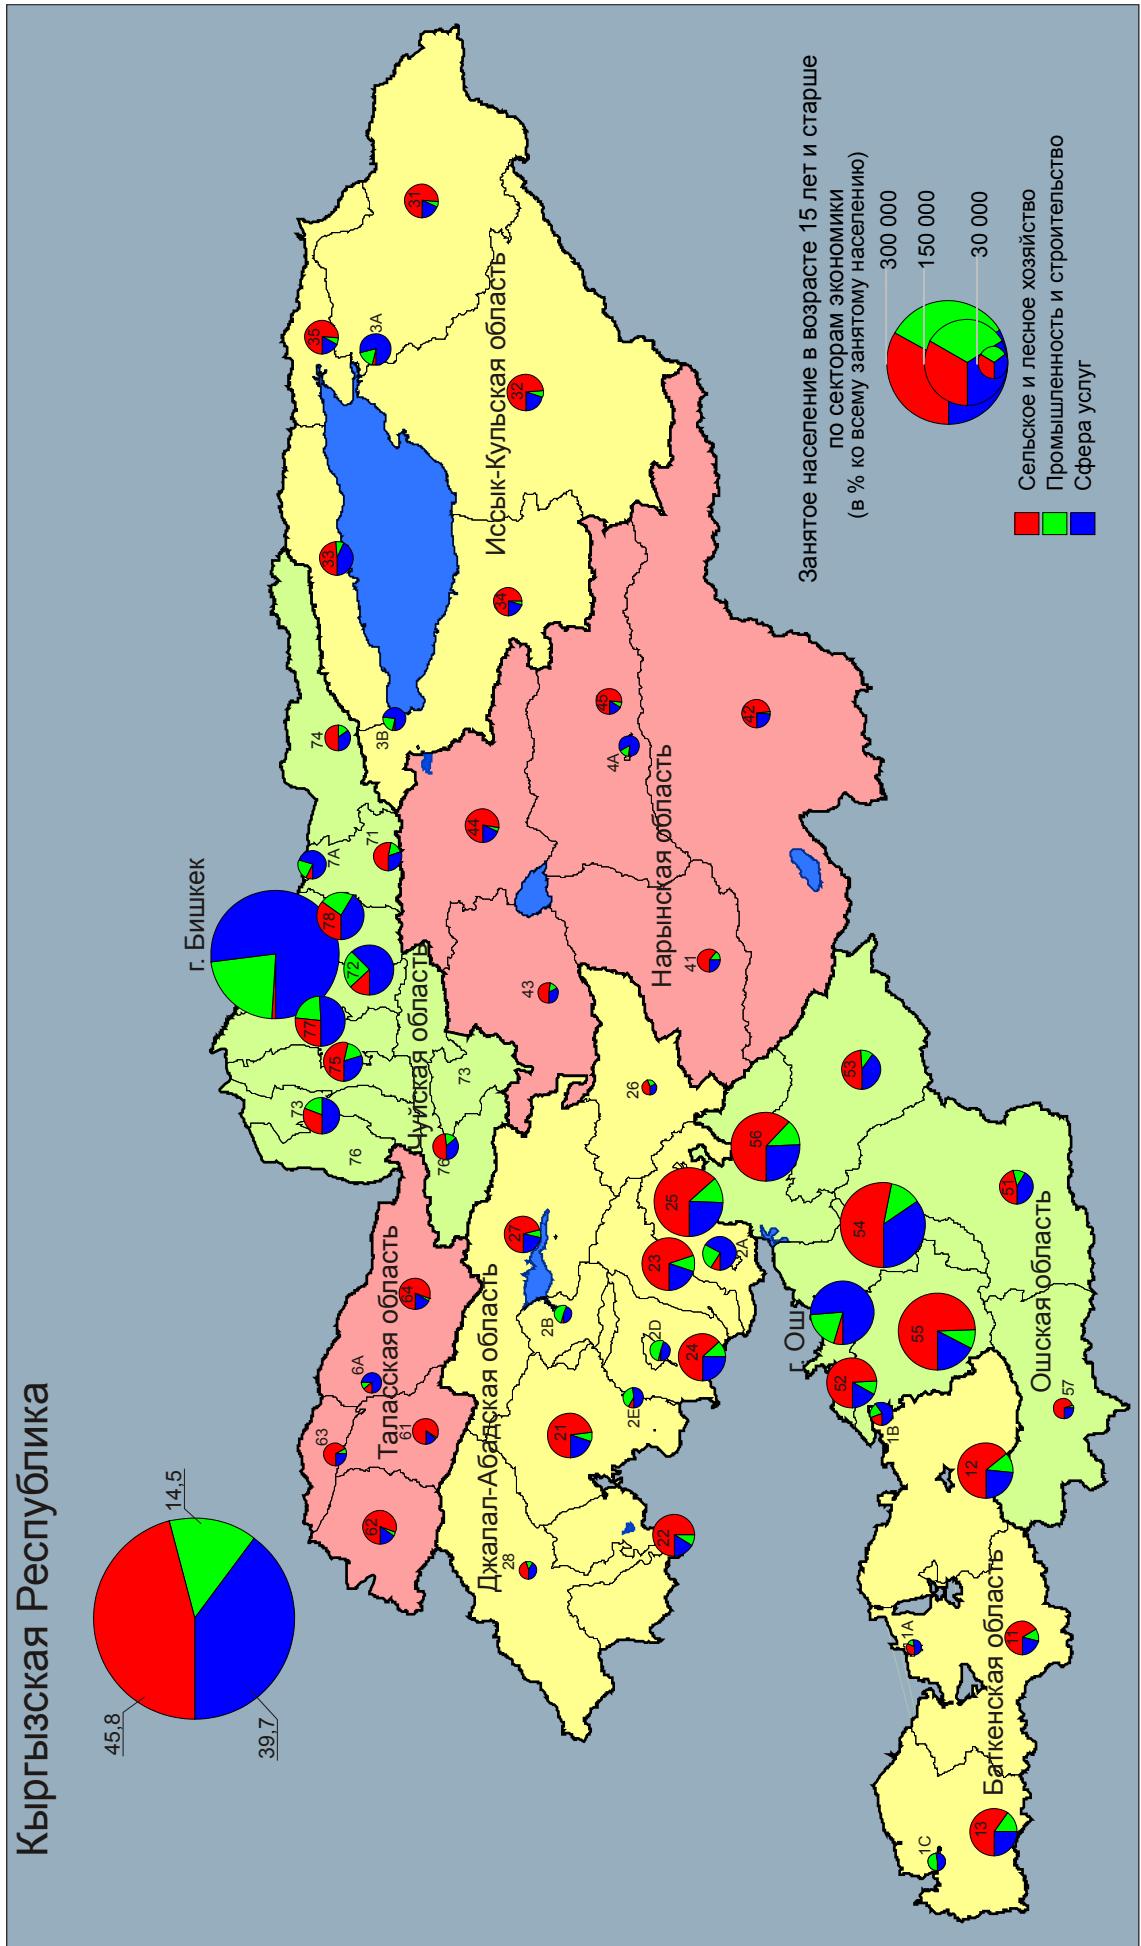 Кыргызская Республика
45,8
14,5
39,7
г. Бишкек
74
7A
71
78
72
77
75
73
76
73
76
Чуйская область
35
3A
31
33
32
34
3B
Иссык-Кульская область
44
45
4A
42
43
41
Нарынская область
64
6A
63
61
62
Таласская область
27
26
25
23
2A
2B
2D
24
2E
21
28
22
Джалал-Абадская область
г. Ош
56
53
54
51
55
52
57
Ошская область
1B
12
1A
11
13
1C
Баткенская область
Занятое население в возрасте 15 лет и старше
по секторам экономики
(в % ко всему занятому населению)
300 000
150 000
30 000
Сельское и лесное хозяйство
Промышленность и строительство
Сфера услуг